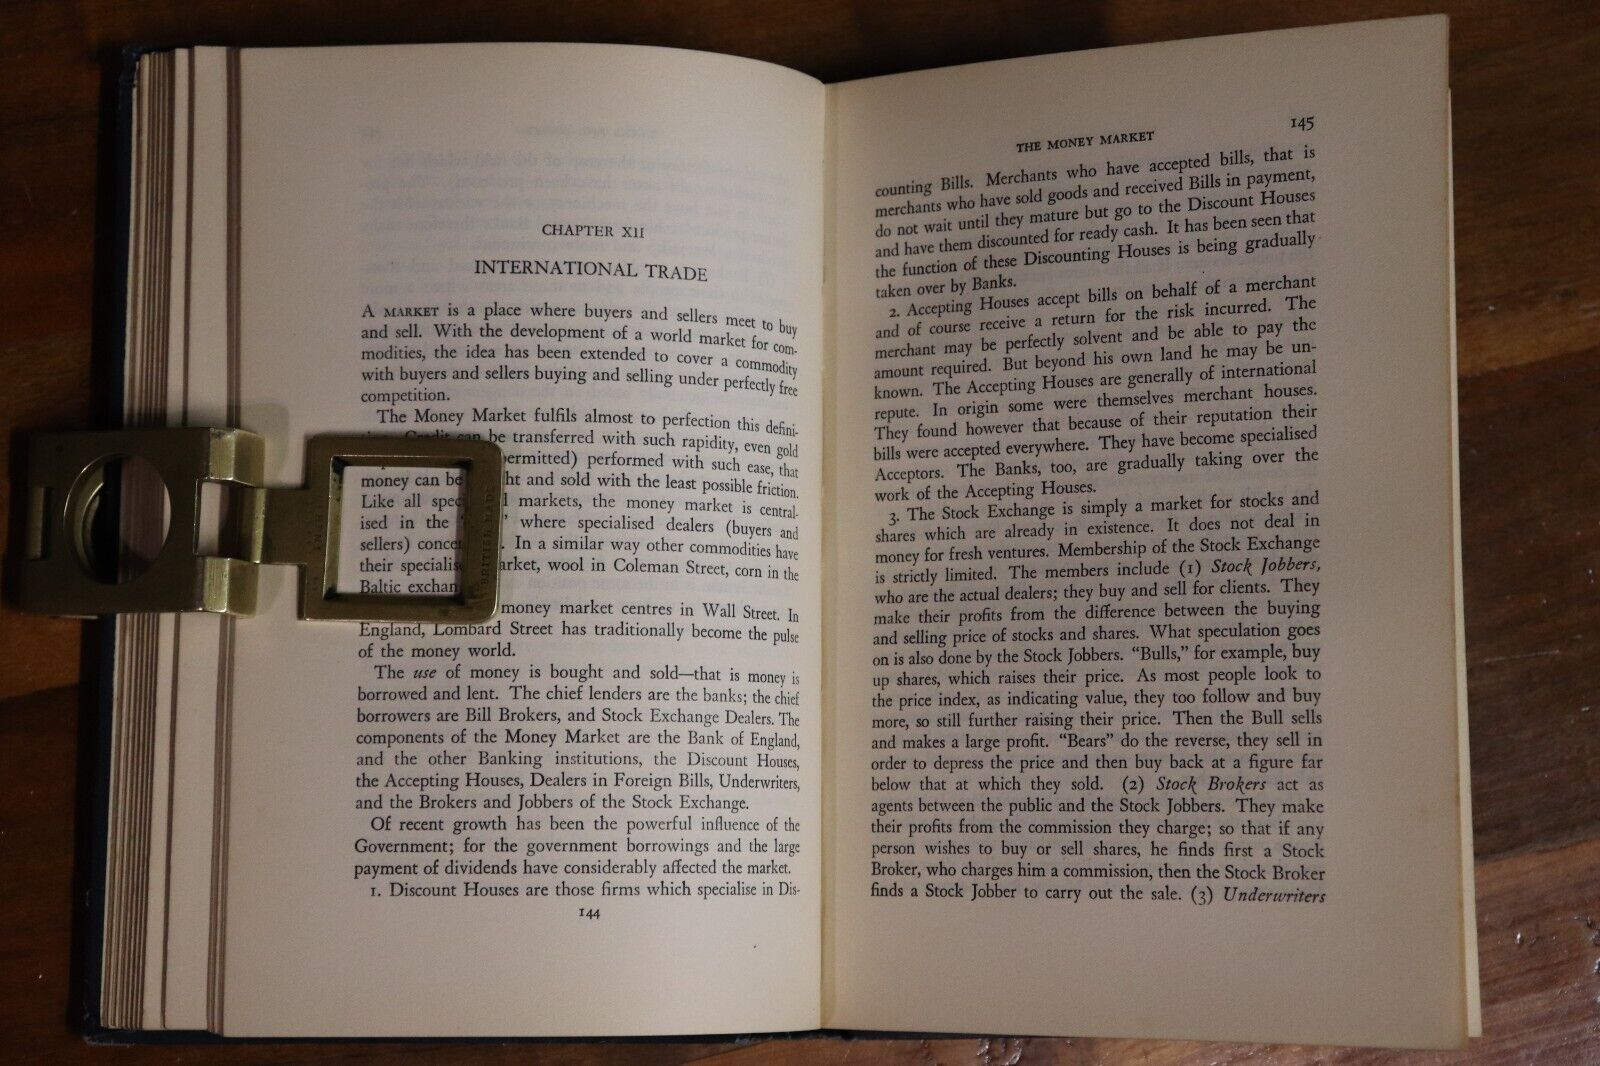 CHAPTER XII
INTERNATIONAL TRADE
A MARKET is a place where buyers and sellers meet to buy
and sell. With the development of a world market for com-
modities, the idea has been extended to cover a commodity
with buyers and sellers buying and selling under perfectly free
competition.
The Money Market fulfils almost to perfection this defini-
Credit can be transferred with such rapidity, even gold
permitted) performed with such ease, that
money can be and sold with the least possible friction.
Like all markets, the money market is central-
ised in the where specialised dealers (buyers and
sellers) In a similar way other commodities have
their wool in Coleman Street, corn in the
Baltic
money market centres in Wall Street. In
England, Lombard Street has traditionally become the pulse
of the money world.
The use of money is bought and sold—that is money is
borrowed and lent. The chief lenders are the banks; the chief
borrowers are Bill Brokers, and Stock Exchange Dealers. The
components of the Money Market are the Bank of England,
and the other Banking institutions, the Discount Houses,
the Accepting Houses, Dealers in Foreign Bills, Underwriters,
and the Brokers and Jobbers of the Stock Exchange.
Of recent growth has been the powerful influence of the
Government; for the government borrowings and the large
payment of dividends have considerably affected the market.
1. Discount Houses are those firms which specialise in Dis-
144
THE MONEY MARKET 145
counting Bills. Merchants who have accepted bills, that is
merchants who have sold goods and received Bills in payment,
do not wait until they mature but go to the Discount Houses
and have them discounted for ready cash. It has been seen that
the function of these Discounting Houses is being gradually
taken over by Banks.
2. Accepting Houses accept bills on behalf of a merchant
and of course receive a return for the risk incurred. The
merchant may be perfectly solvent and be able to pay the
amount required. But beyond his own land he may be un-
known. The Accepting Houses are generally of international
repute. In origin some were themselves merchant houses.
They found however that because of their reputation their
bills were accepted everywhere. They have become specialised
Acceptors. The Banks, too, are gradually taking over the
work of the Accepting Houses.
3. The Stock Exchange is simply a market for stocks and
shares which are already in existence. It does not deal in
money for fresh ventures. Membership of the Stock Exchange
is strictly limited. The members include (1) Stock Jobbers,
who are the actual dealers; they buy and sell for clients. They
make their profits from the difference between the buying
and selling price of stocks and shares. What speculation goes
on is also done by the Stock Jobbers. "Bulls," for example, buy
up shares, which raises their price. As most people look to
the price index, as indicating value, they too follow and buy
more, so still further raising their price. Then the Bull sells
and makes a large profit. "Bears" do the reverse, they sell in
order to depress the price and then buy back at a figure far
below that at which they sold. (2) Stock Brokers act as
agents between the public and the Stock Jobbers. They make
their profits from the commission they charge; so that if any
person wishes to buy or sell shares, he finds first a Stock
Broker, who charges him a commission, then the Stock Broker
finds a Stock Jobber to carry out the sale. (3) Underwriters
BRITISH MADE